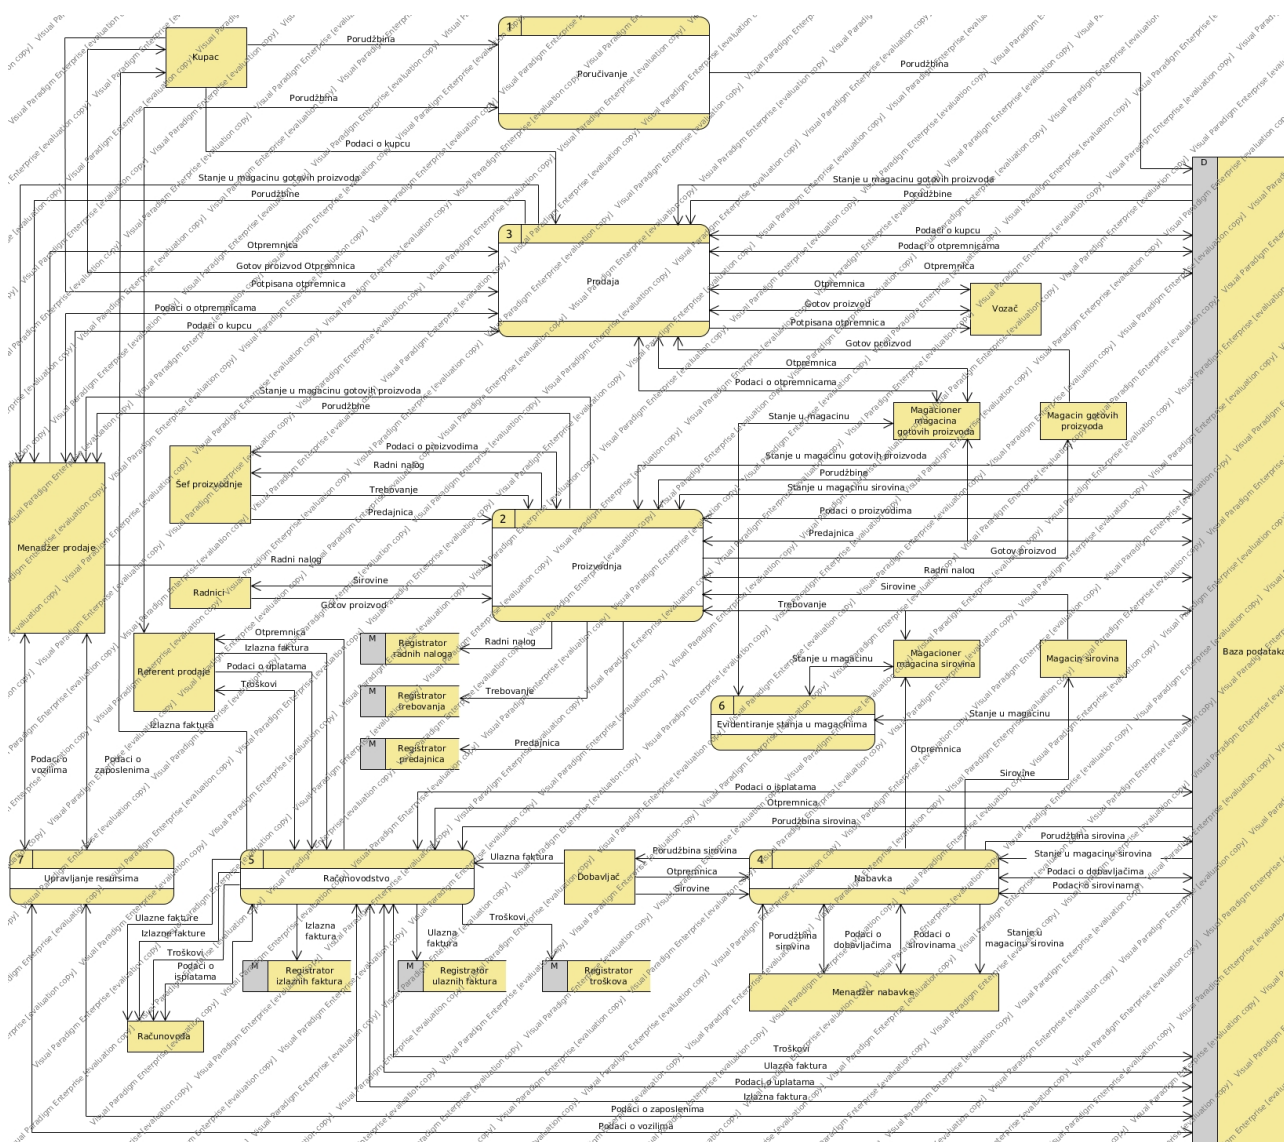 1
Kupac
Porudžbina
Poručivanje
Porudžbina
Porudžbina
Podaci o kupcu
D
Stanje u magacinu gotovih proizvoda
Stanje u magacinu gotovih proizvoda
Porudžbine
Porudžbine
3
Podaci o kupcu
Otpremnica
Podaci o otpremnicama
Gotov proizvod Otpremnica
Otpremnica
Potpisana otpremnica
Prodaja
Otpremnica
Podaci o otpremnicama
Gotov proizvod
Vozač
Podaci o kupcu
Potpisana otpremnica
Gotov proizvod
Otpremnica
Podaci o otpremnicama
Stanje u magacinu gotovih proizvoda
Porudžbine
Stanje u magacinu
Magacioner
magacina
gotovih proizvoda
Magacin gotovih
proizvoda
Podaci o proizvodima
Stanje u magacinu gotovih proizvoda
Radni nalog
Porudžbine
Šef proizvodnje
Trebovanje
Stanje u magacinu sirovina
Predajnica
2
Podaci o proizvodima
Predajnica
Menadžer prodaje
Gotov proizvod
Radni nalog
Proizvodnja
Radni nalog
Sirovine
Sirovine
Radnici
Gotov proizvod
Trebovanje
Otpremnica
M
Registrator
radnih naloga
Radni nalog
Izlazna faktura
Magacioner
magacina sirovina
Magacin sirovina
Baza podataka
Podaci o uplatama
Stanje u magacinu
Referent prodaje
Troškovi
M
Registrator
trebovanja
Trebovanje
6
Stanje u magacinu
Izlazna faktura
Evidentiranje stanja u magacinima
M
Registrator
predajnica
Predajnica
Otpremnica
Podaci o
vozilima
Podaci o
zaposlenima
Sirovine
Podaci o isplatama
Otpremnica
Porudžbina sirovina
Porudžbina sirovina
7
5
Ulazna faktura
Porudžbina sirovina
4
Stanje u magacinu sirovina
Upravljanje resursima
Računovodstvo
Dobavljač
Otpremnica
Nabavka
Podaci o dobavljačima
Sirovine
Podaci o sirovinama
Ulazne fakture
Izlazne fakture
Troškovi
Podaci o
isplatama
Izlazna
faktura
Ulazna
faktura
Troškovi
Porudžbina
sirovina
Podaci o
dobavljačima
Podaci o
sirovinama
Stanje u
magacinu sirovina
M
Registrator
izlaznih faktura
M
Registrator
ulaznih faktura
M
Registrator
troškova
Menadžer nabavke
Računovođa
Troškovi
Ulazna faktura
Podaci o uplatama
Izlazna faktura
Podaci o zaposlenima
Podaci o vozilima
Visual Paradigm Enterprise [evaluation copy]